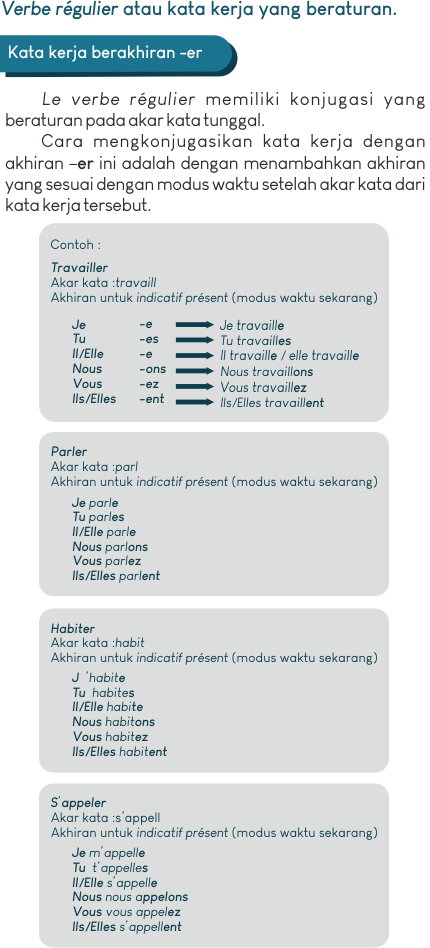 Verbe régulier atau kata kerja yang beraturan.
Kata kerja berakhiran -er
Le verbe régulier memiliki konjugasi yang
beraturan pada akar kata tunggal.
Cara mengkonjugasikan kata kerja dengan
akhiran –er ini adalah dengan menambahkan akhiran
yang sesuai dengan modus waktu setelah akar kata dari
kata kerja tersebut.
Contoh :
Travailler
Akar kata :travaill
Akhiran untuk indicatif présent (modus waktu sekarang)
Je -e Je travaille
Tu -es Tu travailles
Il/Elle -e Il travaille / elle travaille
Nous -ons Nous travaillons
Vous -ez Vous travaillez
Ils/Elles -ent Ils/Elles travaillent
Parler
Akar kata :parl
Akhiran untuk indicatif présent (modus waktu sekarang)
Je parle
Tu parles
Il/Elle parle
Nous parlons
Vous parlez
Ils/Elles parlent
Habiter
Akar kata :habit
Akhiran untuk indicatif présent (modus waktu sekarang)
J 'habite
Tu habites
Il/Elle habite
Nous habitons
Vous habitez
Ils/Elles habitent
S'appeler
Akar kata :s'appell
Akhiran untuk indicatif présent (modus waktu sekarang)
Je m'appelle
Tu t'appelles
Il/Elle s'appelle
Nous nous appelons
Vous vous appelez
Ils/Elles s'appellent